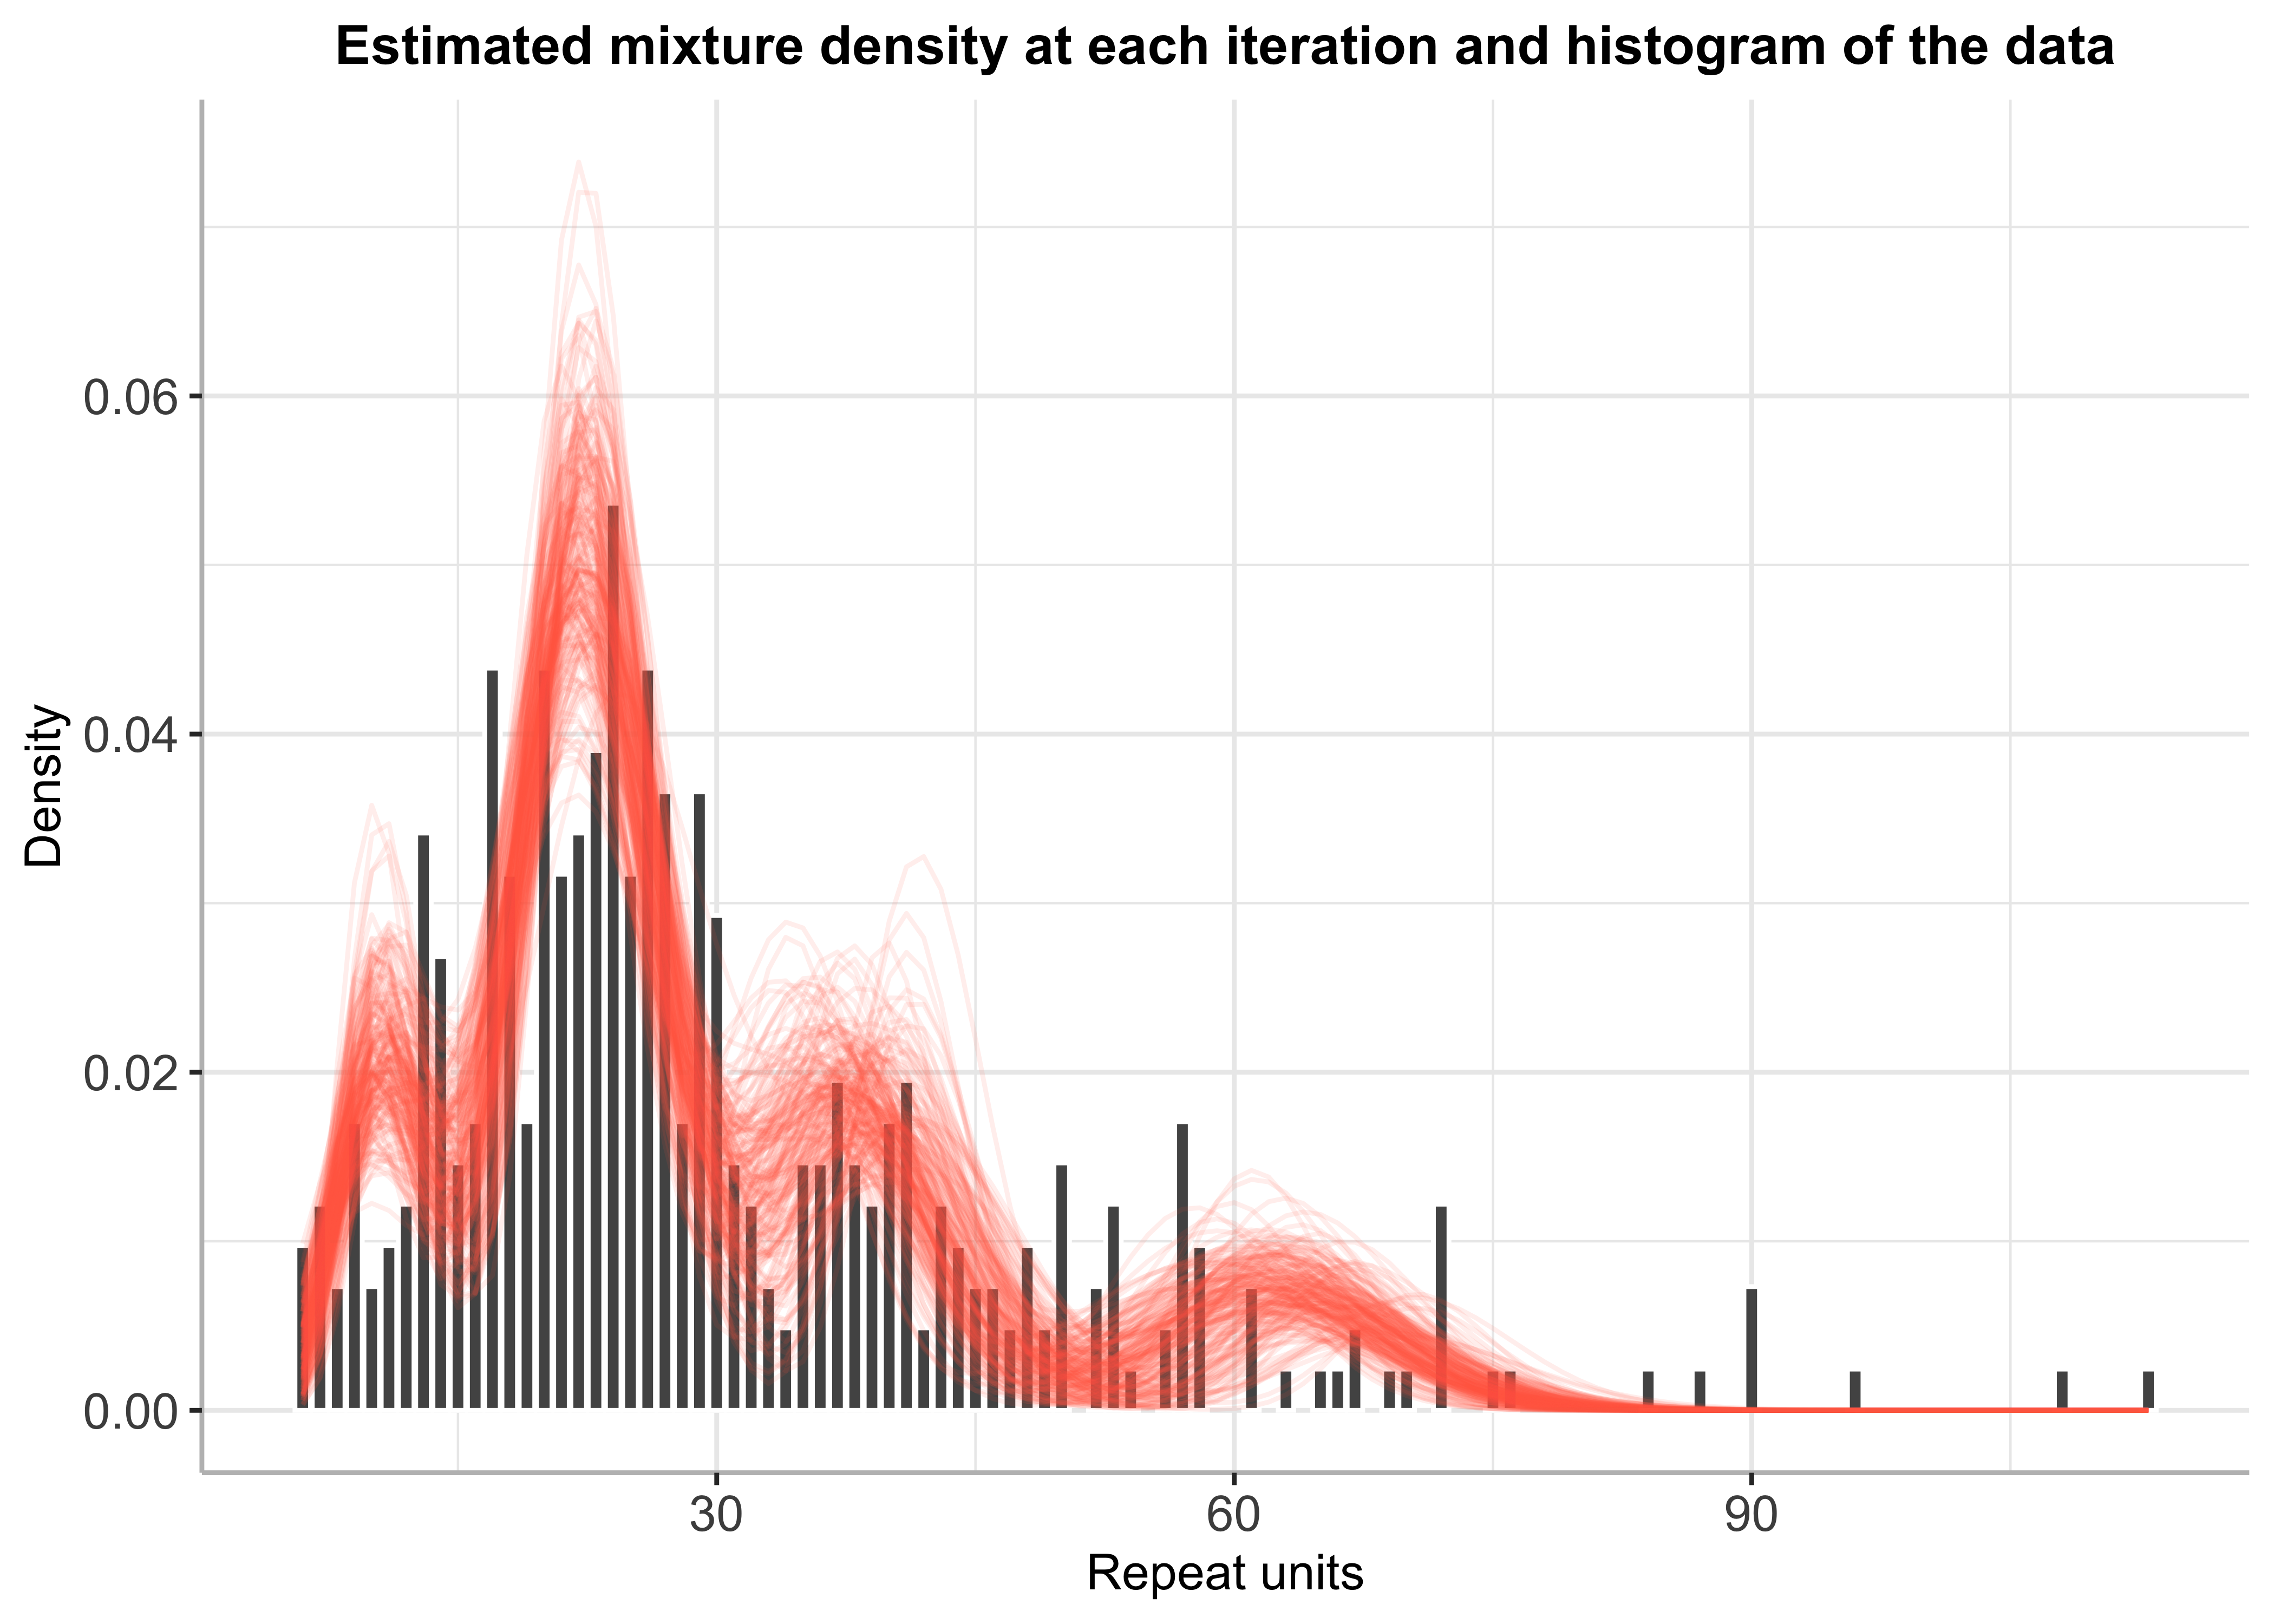 Estimated mixture density at each iteration and histogram of the data
0.06
0.04
0.02
0.00
Density
30 60 90
Repeat units